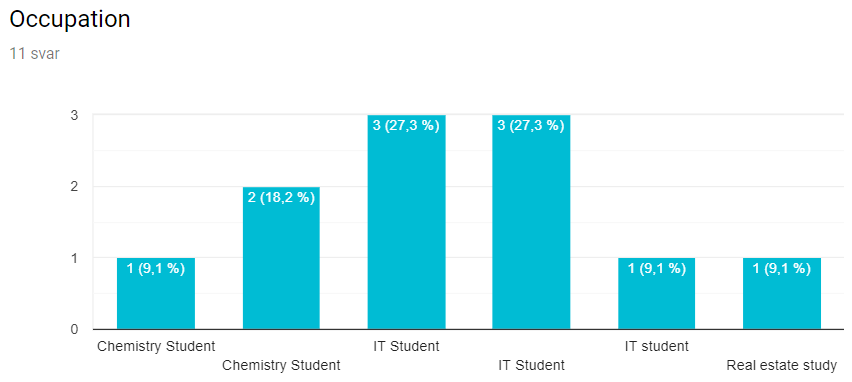 Occupation
11 svar
3
2
1
0
1 (9,1 %)
2 (18,2 %)
3 (27,3 %)
3 (27,3 %)
1 (9,1 %)
1 (9,1 %)
Chemistry Student
Chemistry Student
IT Student
IT Student
IT student
Real estate study